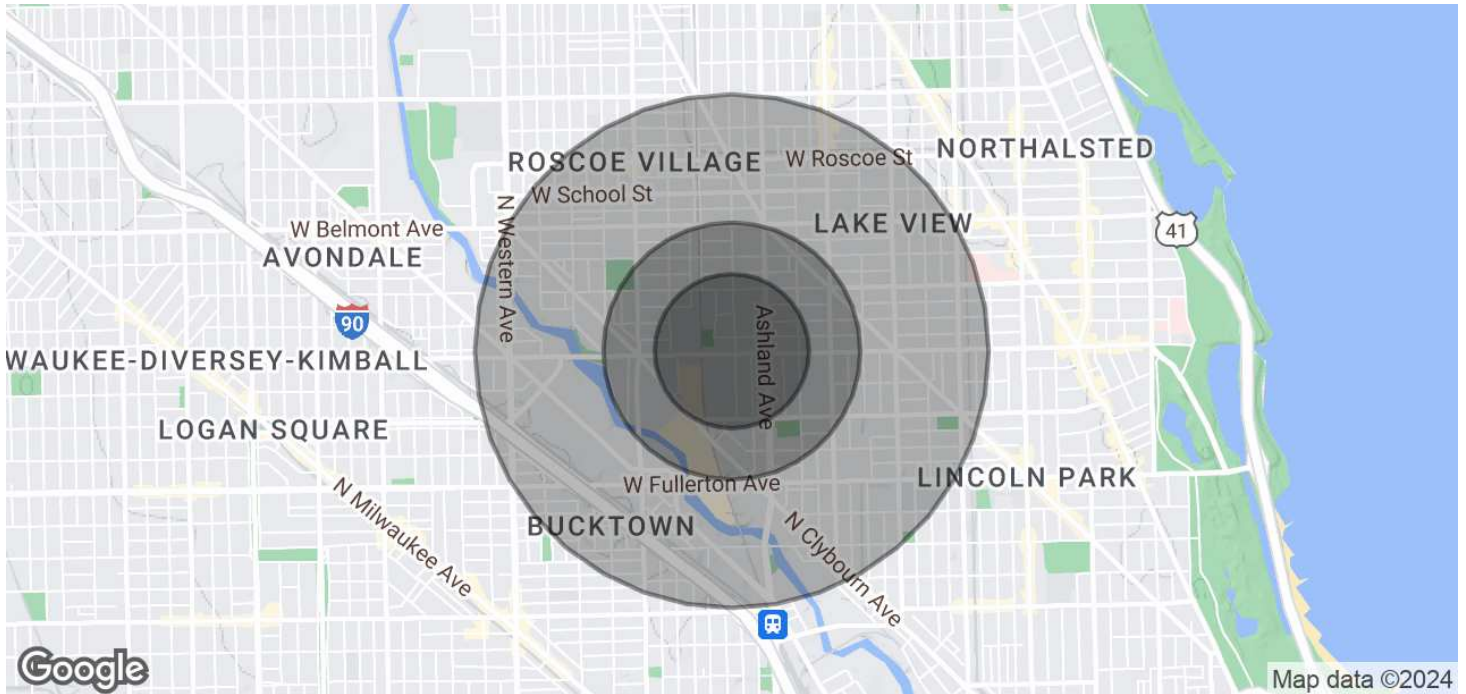 ROSCOE VILLAGE
W Roscoe St
NORTHALSTED
W School St
N Western Ave
W Belmont Ave
LAKE VIEW
41
AVONDALE
90
Ashland Ave
WAUKEE-DIVERSEY-KIMBALL
LOGAN SQUARE
W Fullerton Ave
LINCOLN PARK
N Milwaukee Ave
BUCKTOWN
N Clybourn Ave
Google
Map data ©2024